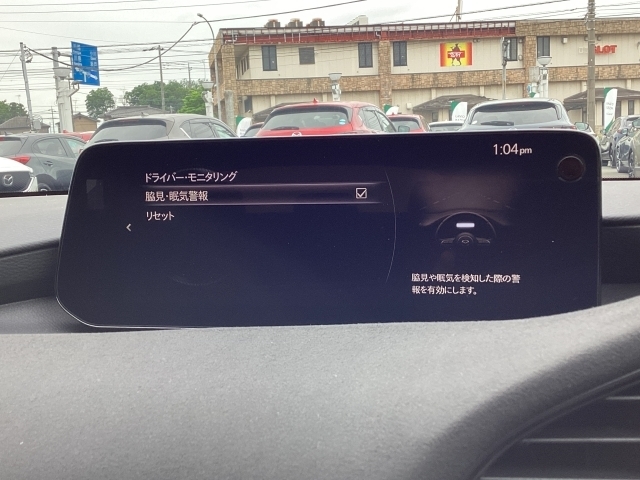 1:04pm
ドライバー・モニタリング
脇見・眠気警報
リセット
脇見や眠気を検知した際の警
報を有効にします。